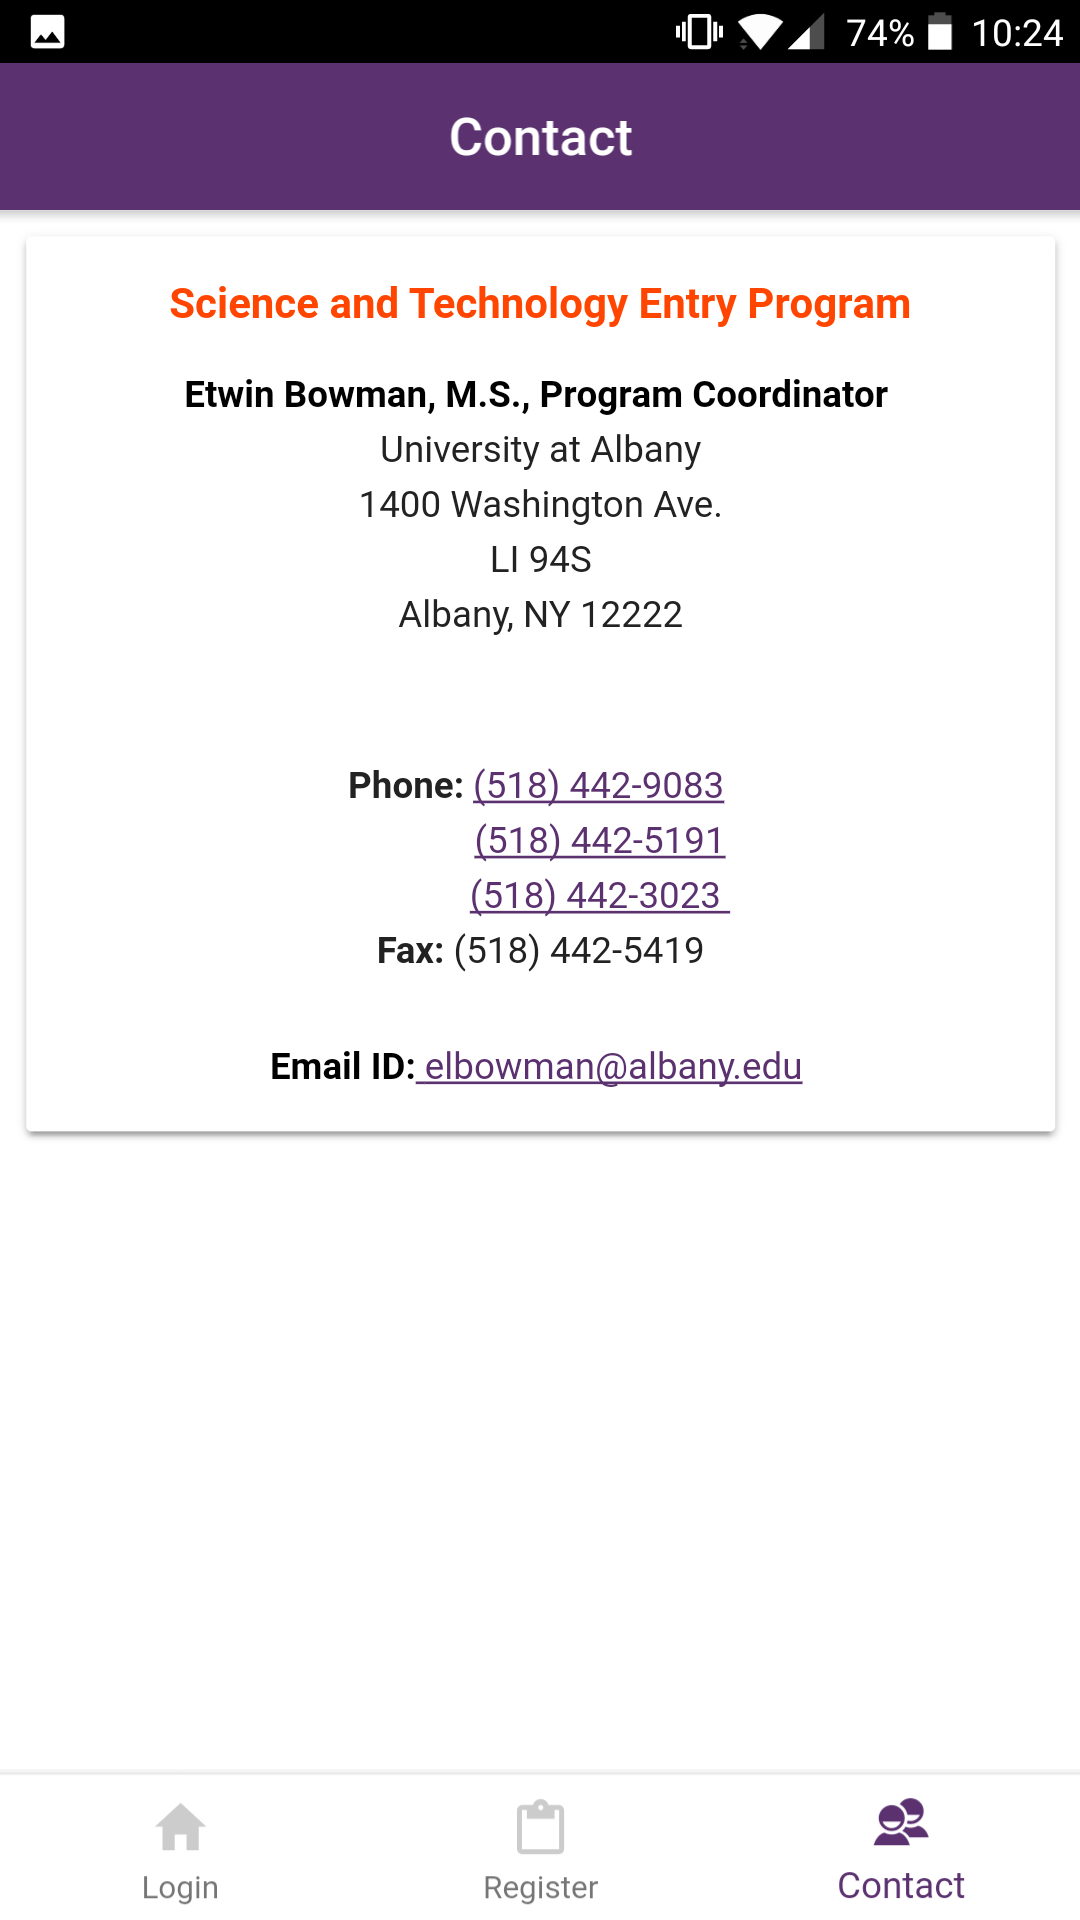 74% 10:24
Contact
Science and Technology Entry Program
Etwin Bowman, M.S., Program Coordinator
University at Albany
1400 Washington Ave.
LI 94S
Albany, NY 12222
Phone: (518) 442-9083
(518) 442-5191
(518) 442-3023
Fax: (518) 442-5419
Email ID: elbowman@albany.edu
Login Register Contact